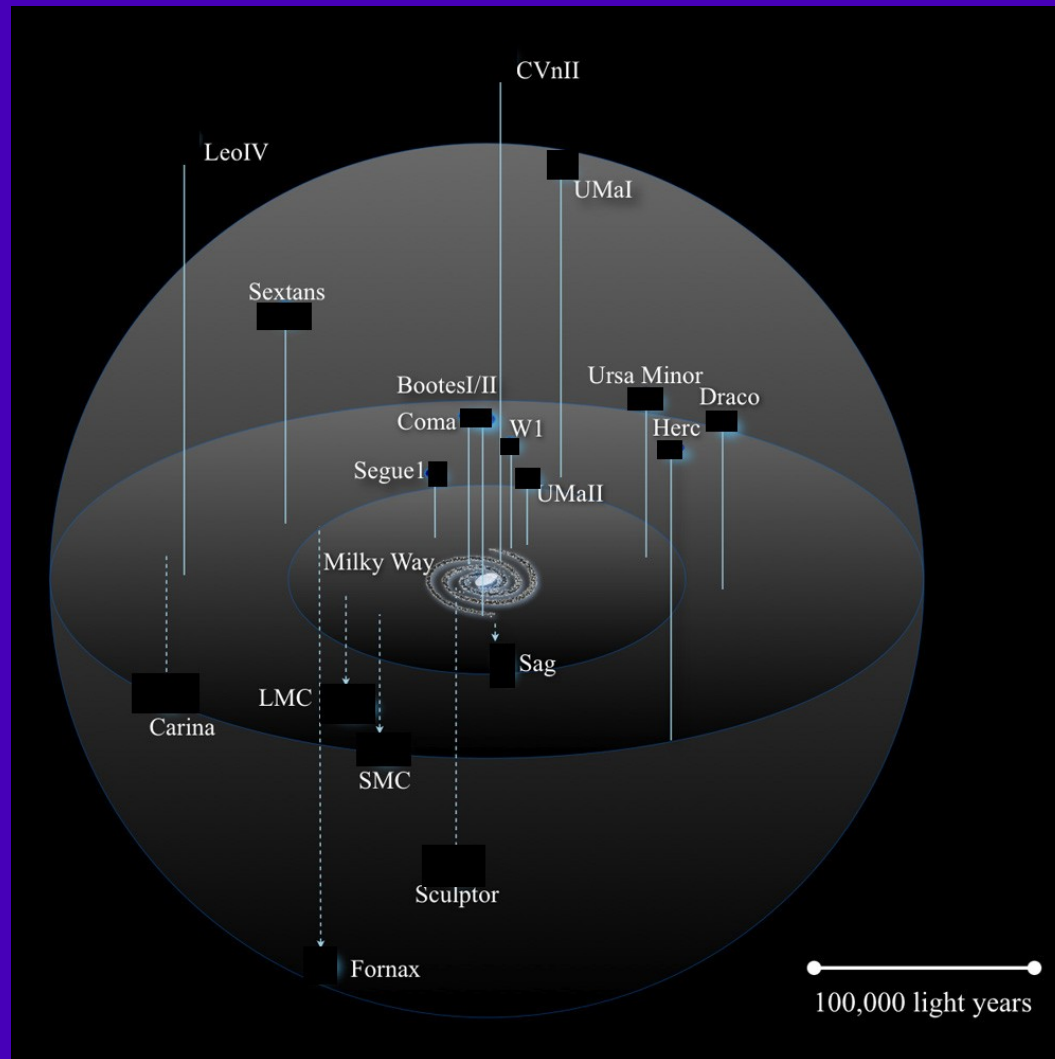 CVnII
LeoIV
UMaI
Sextans
Ursa Minor
BootesI/II
Draco
Coma
W1
Herc
Segue1
UMaII
Milky Way
Sag
LMC
Carina
SMC
Sculptor
Fornax
100,000 light years